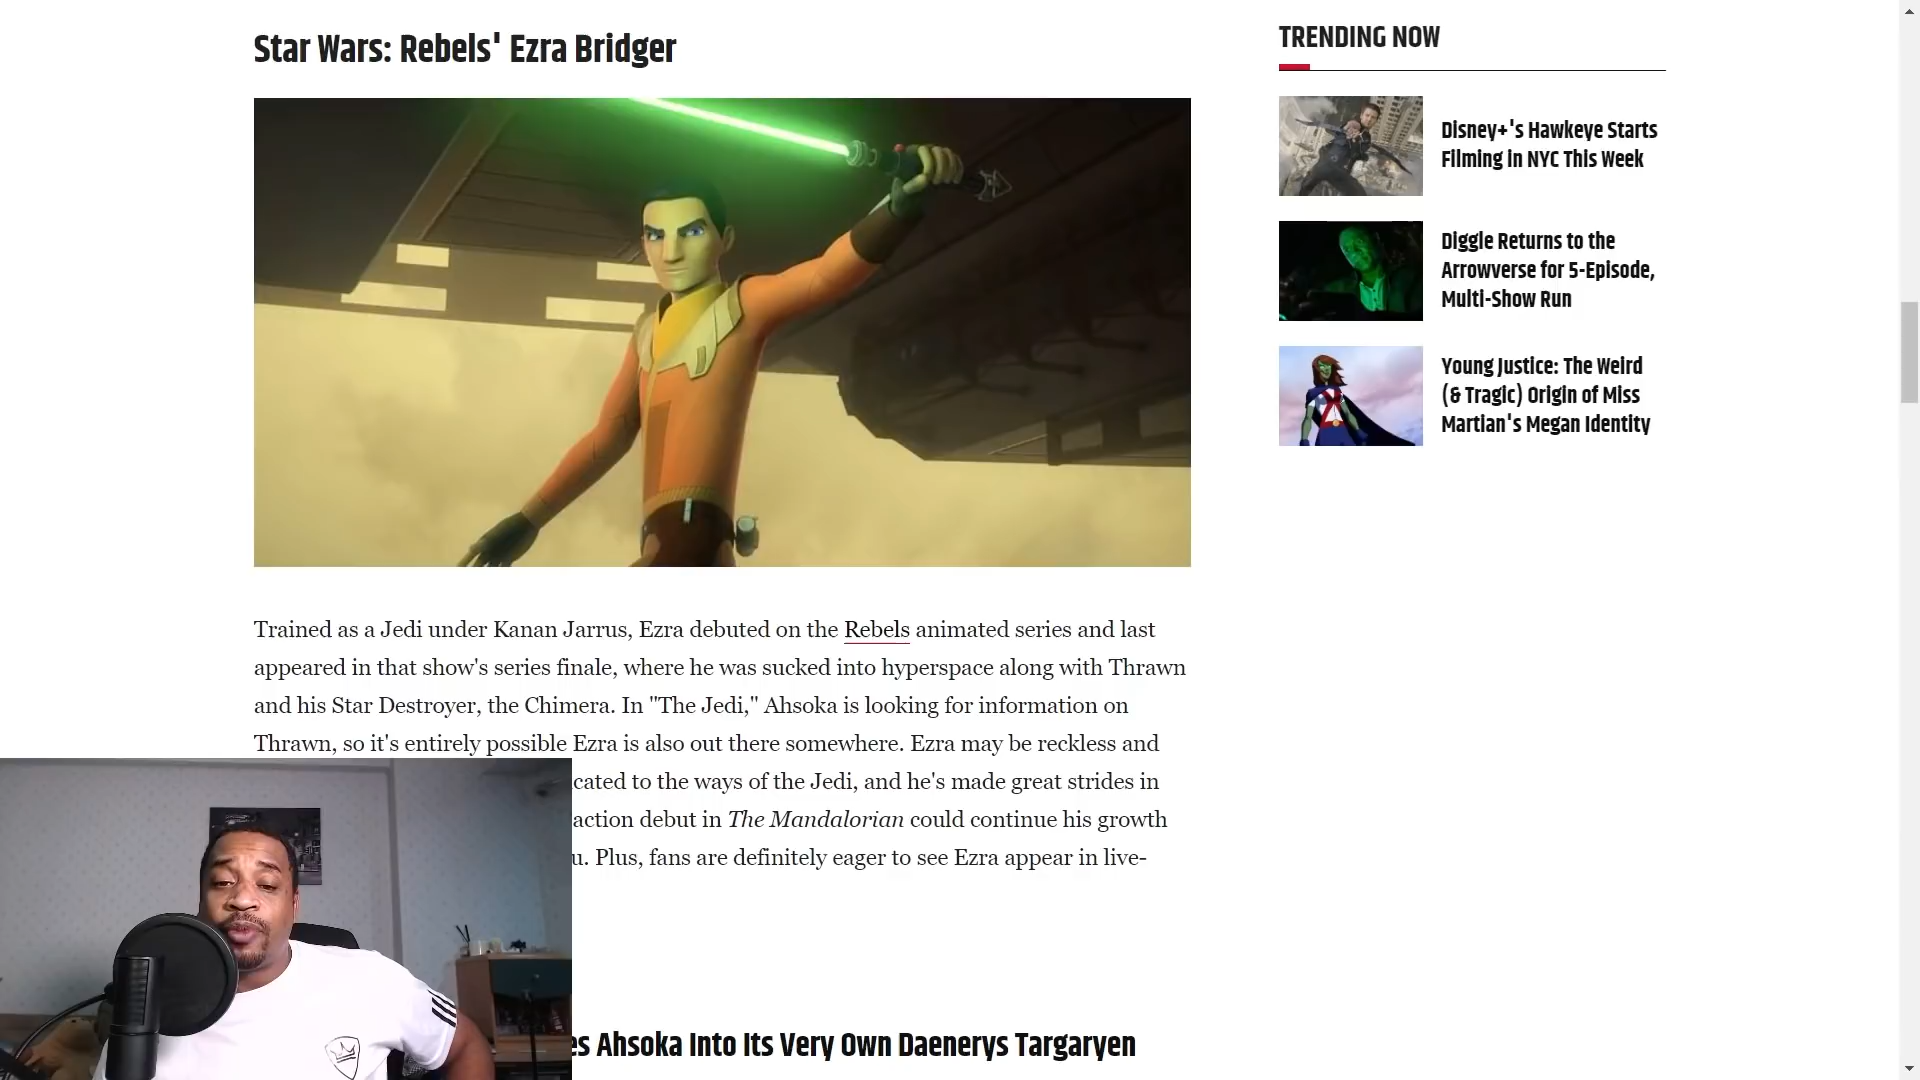 Star Wars: Rebels' Ezra Bridger
Trained as a Jedi under Kanan Jarrus, Ezra debuted on the Rebels animated series and last
appeared in that show's series finale, where he was sucked into hyperspace along with Thrawn
and his Star Destroyer, the Chimera. In "The Jedi," Ahsoka is looking for information on
Thrawn, so it's entirely possible Ezra is also out there somewhere. Ezra may be reckless and
cated to the ways of the Jedi, and he's made great strides in
action debut in The Mandalorian could continue his growth
u. Plus, fans are definitely eager to see Ezra appear in live-
es Ahsoka Into Its Very Own Daenerys Targaryen
TRENDING NOW
Disney+'s Hawkeye Starts
Filming in NYC This Week
Diggle Returns to the
Arrowverse for 5-Episode,
Multi-Show Run
Young Justice: The Weird
(& Tragic) Origin of Miss
Martian's Megan Identity